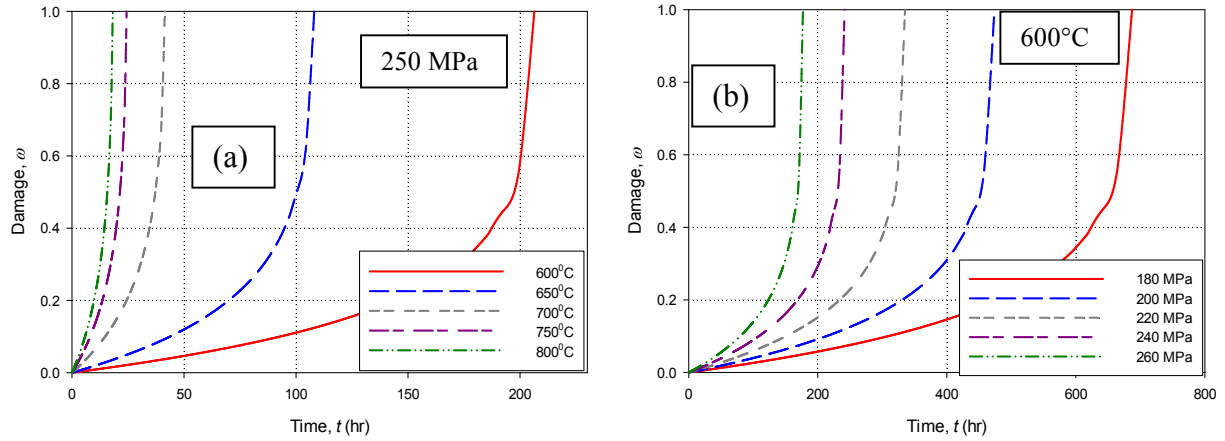 1.0
0.8
0.6
0.4
0.2
0.0
Damage, ω
250 MPa
(a)
600⁰C
650⁰C
700⁰C
750⁰C
800⁰C
0
50
100
150
200
Time, t (hr)
1.0
0.8
0.6
0.4
0.2
0.0
Damage, ω
600°C
(b)
180 MPa
200 MPa
220 MPa
240 MPa
260 MPa
0
200
400
600
800
Time, t (hr)